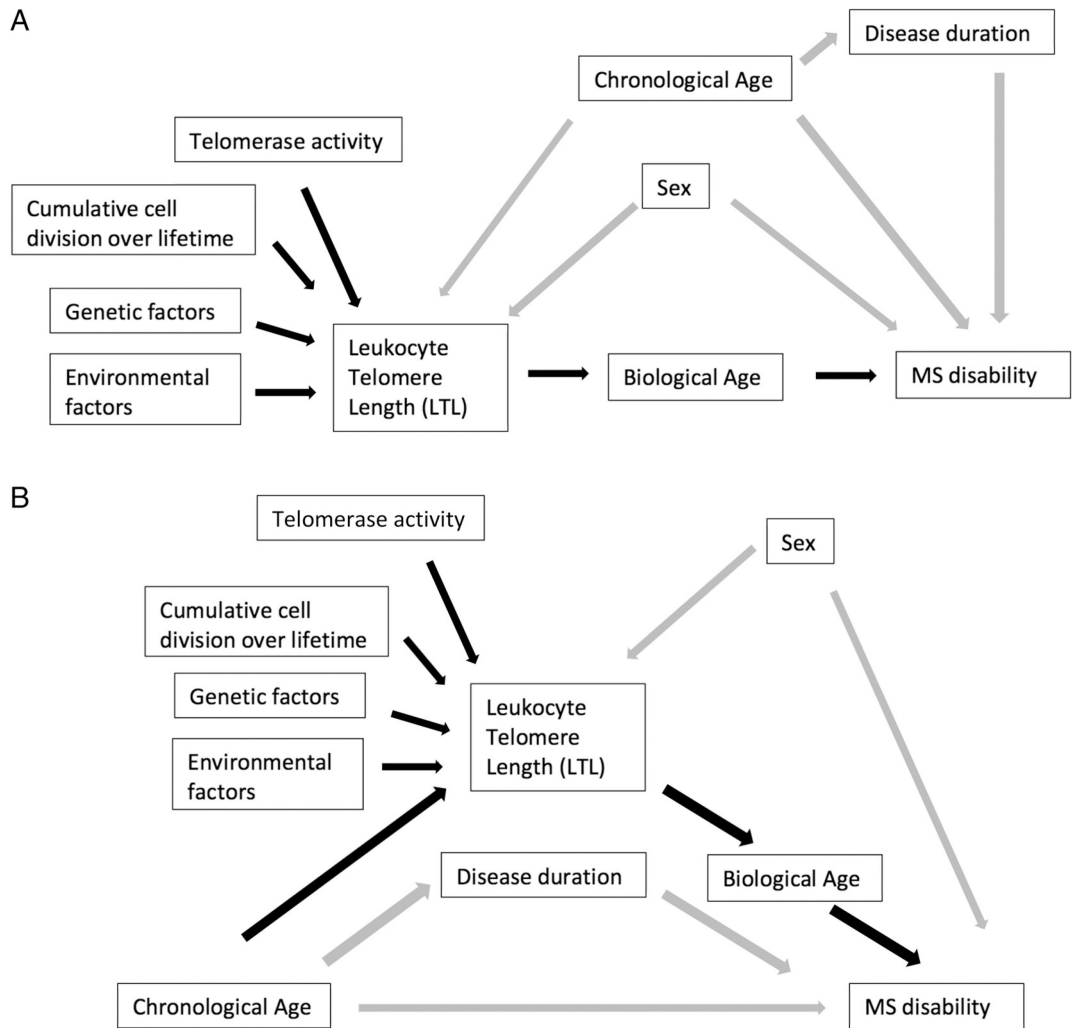 A
Disease duration
Chronological Age
Telomerase activity
Sex
Cumulative cell
division over lifetime
Genetic factors
Environmental
factors
Leukocyte
Telomere
Length (LTL)
Biological Age
MS disability
B
Telomerase activity
Sex
Cumulative cell
division over lifetime
Genetic factors
Environmental
factors
Leukocyte
Telomere
Length (LTL)
Disease duration
Biological Age
Chronological Age
MS disability